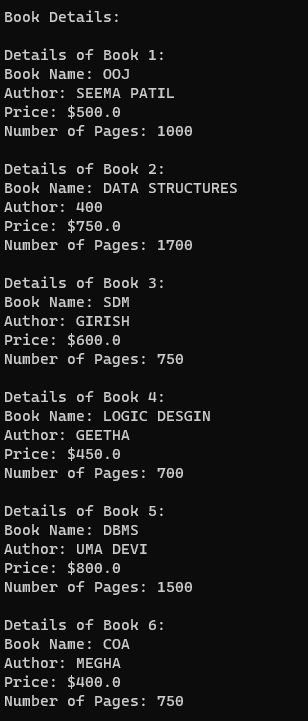 Book Details:
Details of Book 1:
Book Name: OOJ
Author: SEEMA PATIL
Price: $500.0
Number of Pages: 1000
Details of Book 2:
Book Name: DATA STRUCTURES
Author: 400
Price: $750.0
Number of Pages: 1700
Details of Book 3:
Book Name: SDM
Author: GIRISH
Price: $600.0
Number of Pages: 750
Details of Book 4:
Book Name: LOGIC DESGIN
Author: GEETHA
Price: $450.0
Number of Pages: 700
Details of Book 5:
Book Name: DBMS
Author: UMA DEVI
Price: $800.0
Number of Pages: 1500
Details of Book 6:
Book Name: COA
Author: MEGHA
Price: $400.0
Number of Pages: 750